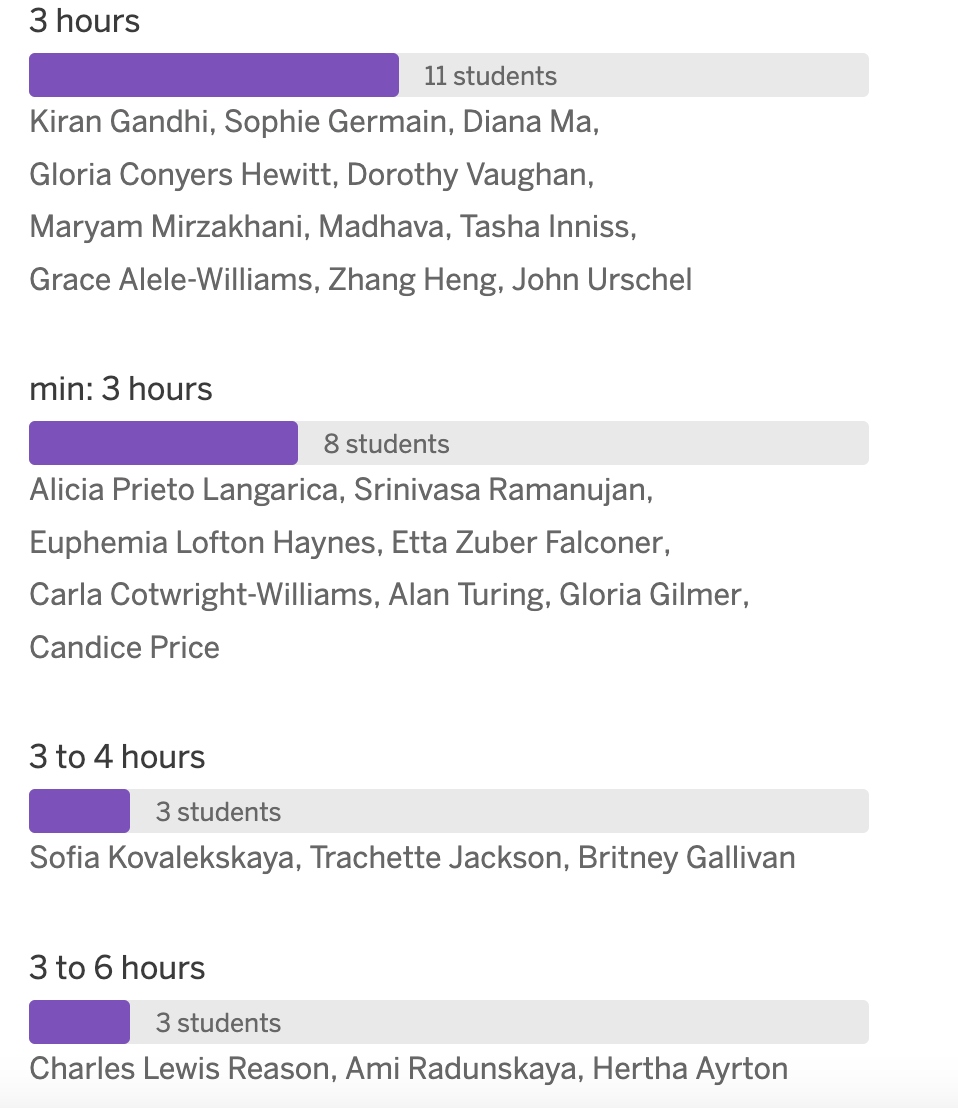 3 hours
11 students
Kiran Gandhi, Sophie Germain, Diana Ma,
Gloria Conyers Hewitt, Dorothy Vaughan,
Maryam Mirzakhani, Madhava, Tasha Inniss,
Grace Alele-Williams, Zhang Heng, John Urschel
min: 3 hours
8 students
Alicia Prieto Langarica, Srinivasa Ramanujan,
Euphemia Lofton Haynes, Etta Zuber Falconer,
Carla Cotwright-Williams, Alan Turing, Gloria Gilmer,
Candice Price
3 to 4 hours
3 students
Sofia Kovalekskaya, Trachette Jackson, Britney Gallivan
3 to 6 hours
3 students
Charles Lewis Reason, Ami Radunskaya, Hertha Ayrton